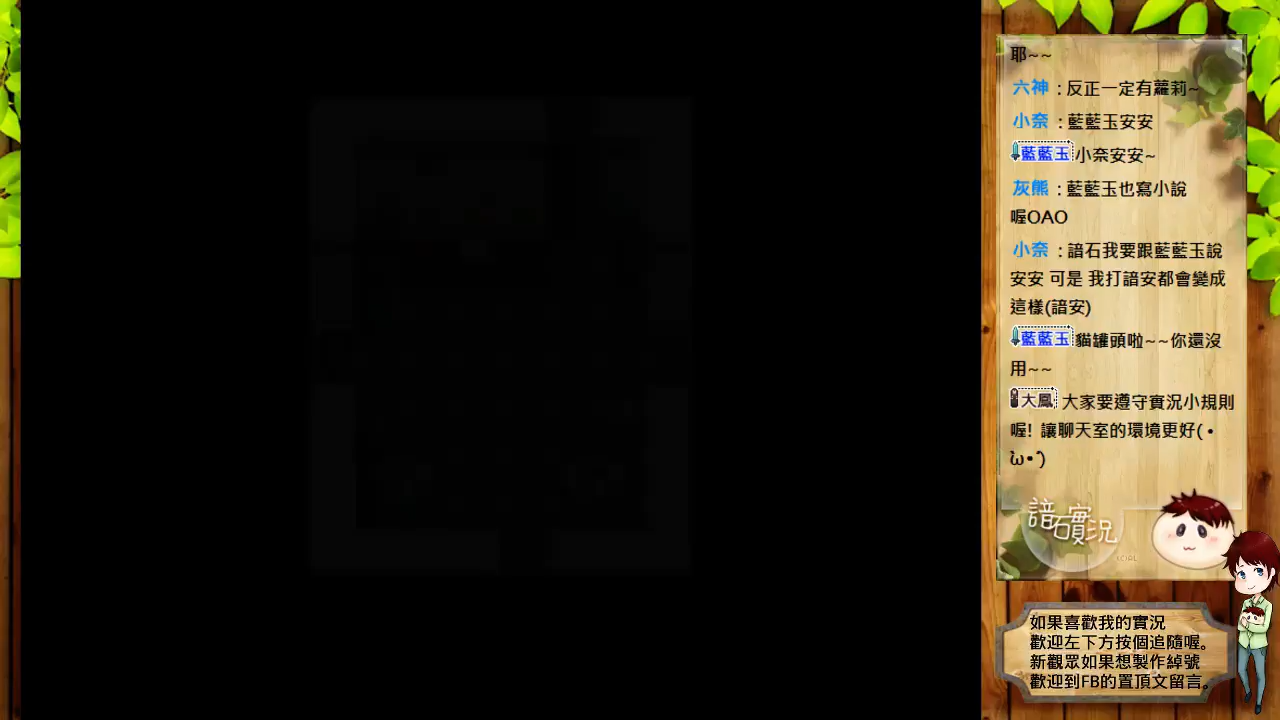 耶~~
六神 : 反正一定有蘿莉~
小奈 : 藍藍玉安安
藍藍玉 小奈安安~
灰熊 : 藍藍玉也寫小說
喔OAO
小奈 : 諳石我要跟藍藍玉說
安安 可是 我打諳安都會變成
這樣(諳安)
藍藍玉 貓罐頭啦~~你還沒
用~~
大鳳 大家要遵守實況小規則
喔! 讓聊天室的環境更好(・
̀ω・́)
諳石實況
如果喜歡我的實況
歡迎左下方按個追隨喔。
新觀眾如果想製作綽號
歡迎到FB的置頂文留言。